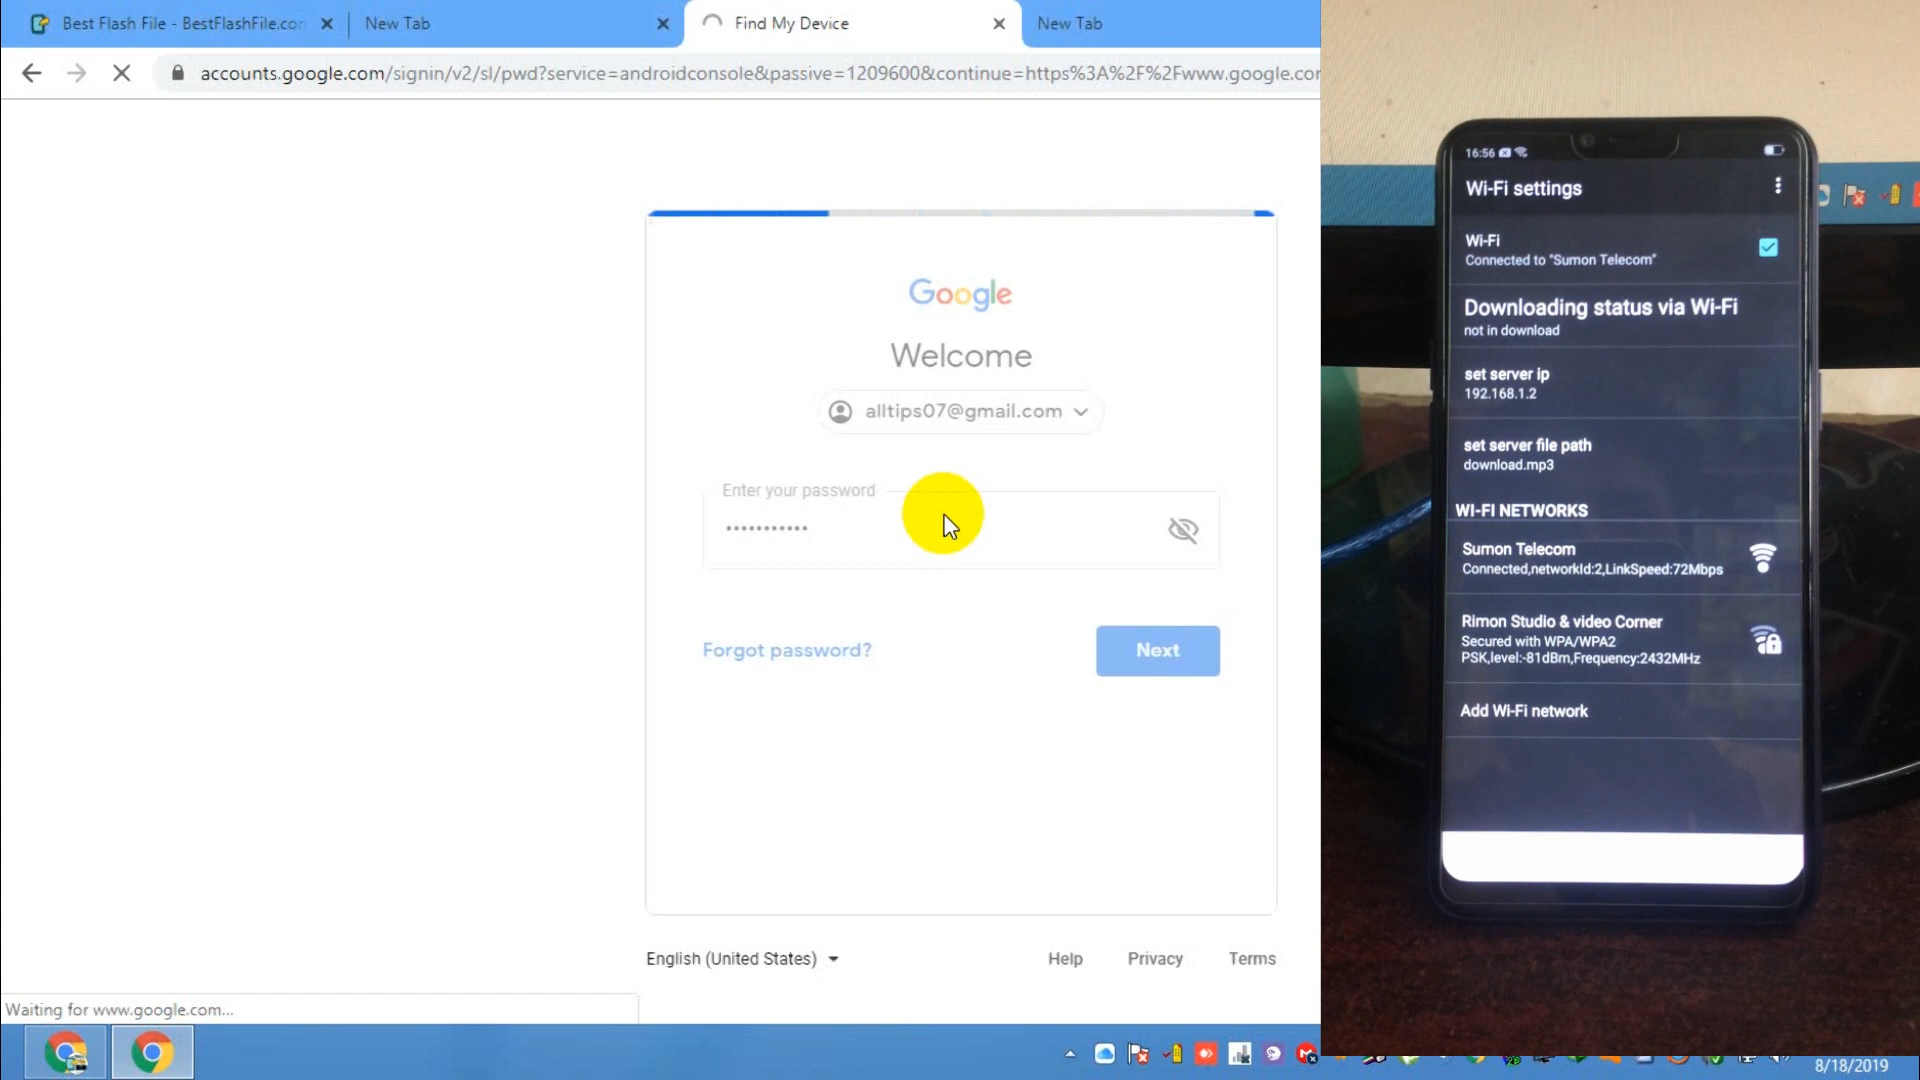 Best Flash File - BestFlashFile.con
New Tab
Find My Device
New Tab
accounts.google.com/signin/v2/sl/pwd?service=androidconsole&passive=1209600&continue=https%3A%2F%2Fwww.google.com
Google
Welcome
alltips07@gmail.com
Enter your password
•••••••••••
Forgot password?
Next
English (United States)
Help
Privacy
Terms
Waiting for www.google.com...
8/18/2019
16:56
Wi-Fi settings
Wi-Fi
Connected to "Sumon Telecom"
Downloading status via Wi-Fi
not in download
set server ip
192.168.1.2
set server file path
download.mp3
WI-FI NETWORKS
Sumon Telecom
Connected,networkId:2,LinkSpeed:72Mbps
Rimon Studio & video Corner
Secured with WPA/WPA2
PSK,level:-81dBm,Frequency:2432MHz
Add Wi-Fi network